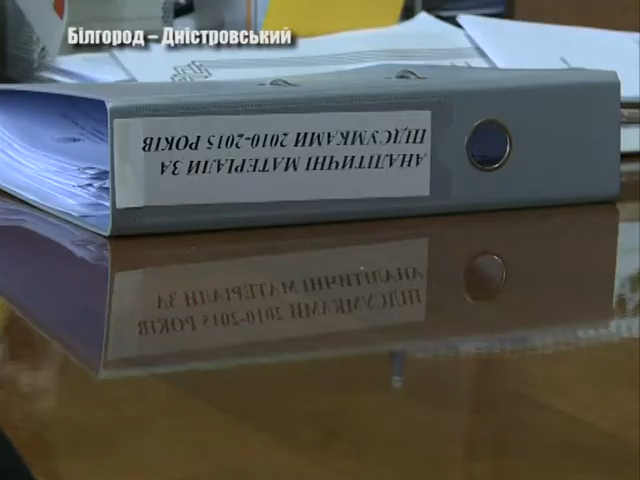 Білгород – Дністровський
АНАЛІТИЧНІ МАТЕРІАЛИ ЗА
ПІДСУМКАМИ 2010-2015 РОКІВ